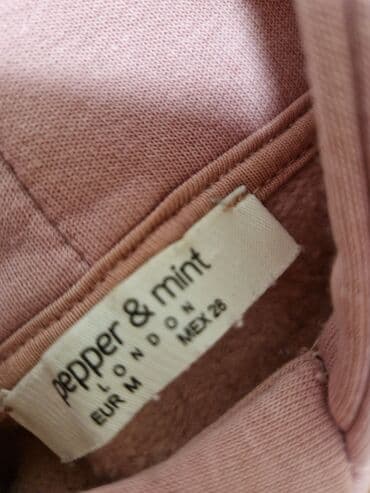 pepper & mint
LONDON
EUR M MEX 28